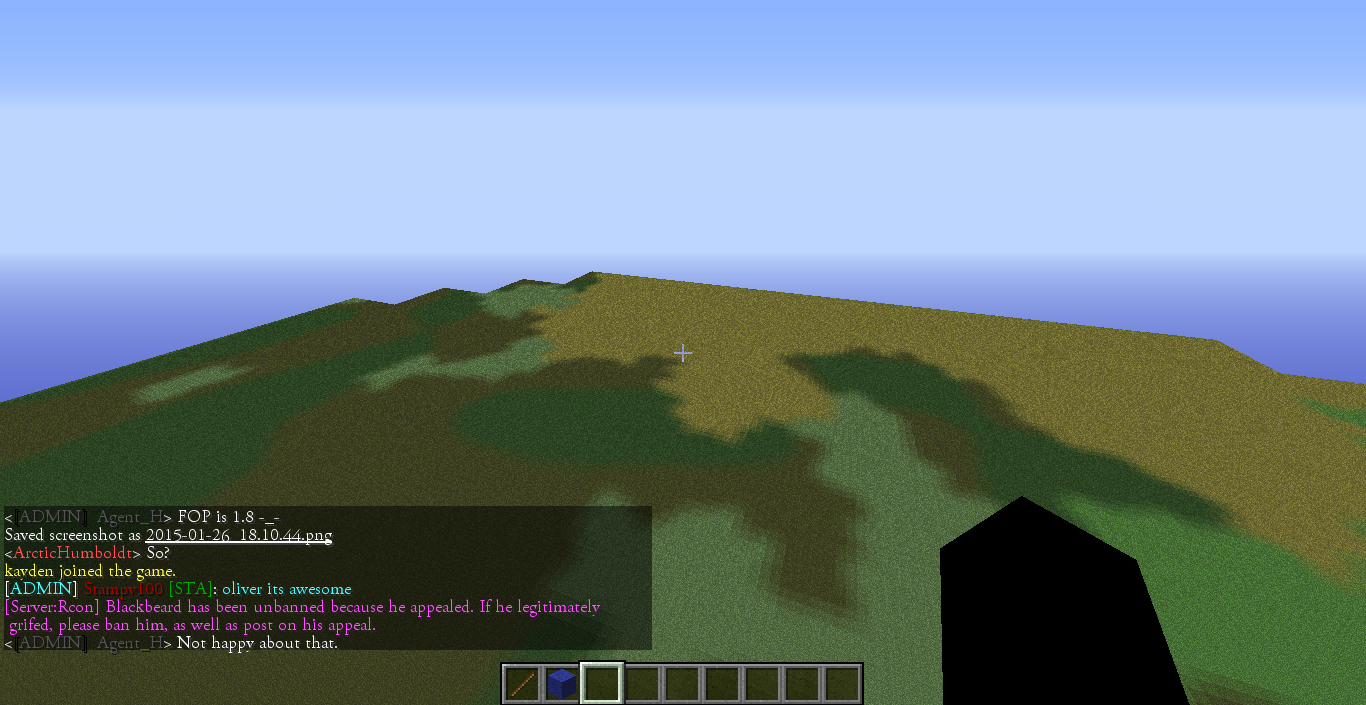 <[ADMIN] Agent_H> FOP is 1.8 -_-
Saved screenshot as 2015-01-26_18.10.44.png
<ArcticHumboldt> So?
kayden joined the game.
[ADMIN] Stampy100 [STA]: oliver its awesome
[Server:Rcon] Blackbeard has been unbanned because he appealed. If he legitimately
grifed, please ban him, as well as post on his appeal.
<[ADMIN] Agent_H> Not happy about that.